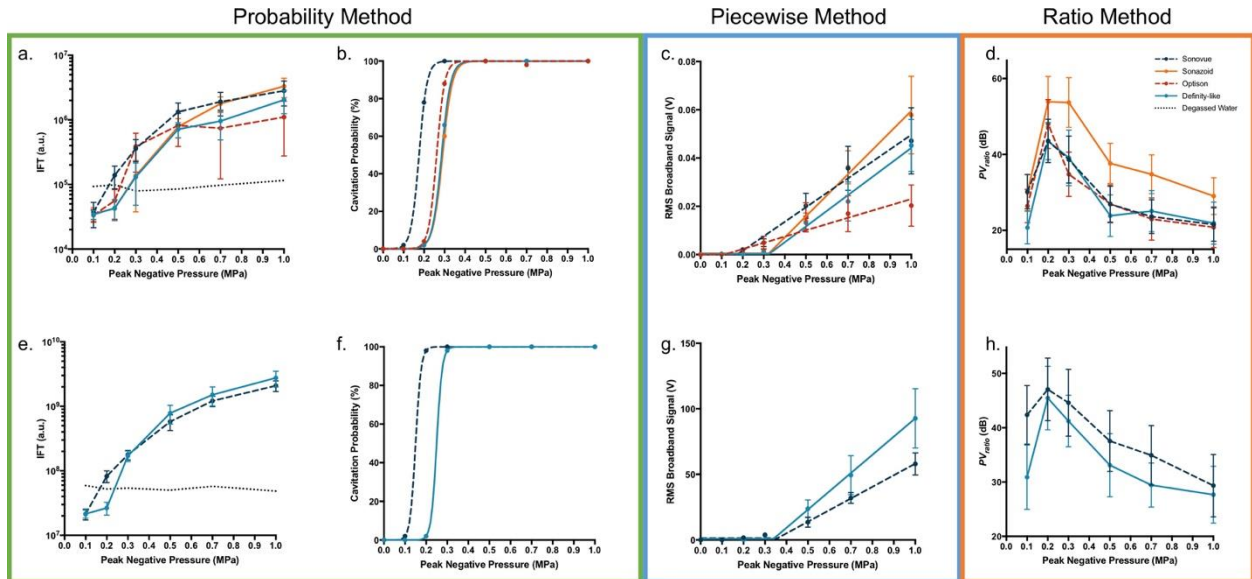 Probability Method
Piecewise Method
Ratio Method
a.
IFT (a.u.)
10^7
10^6
10^5
10^4
0.0 0.1 0.2 0.3 0.4 0.5 0.6 0.7 0.8 0.9 1.0
Peak Negative Pressure (MPa)
b.
Cavitation Probability (%)
100
80
60
40
20
0
0.0 0.1 0.2 0.3 0.4 0.5 0.6 0.7 0.8 0.9 1.0
Peak Negative Pressure (MPa)
c.
RMS Broadband Signal (V)
0.08
0.06
0.04
0.02
0.00
0.0 0.1 0.2 0.3 0.4 0.5 0.6 0.7 0.8 0.9 1.0
Peak Negative Pressure (MPa)
d.
PVratio (dB)
60
40
20
0.0 0.1 0.2 0.3 0.4 0.5 0.6 0.7 0.8 0.9 1.0
Peak Negative Pressure (MPa)
Sonovue
Sonazoid
Optison
Definity-like
Degassed Water
e.
IFT (a.u.)
10^10
10^9
10^8
10^7
0.0 0.1 0.2 0.3 0.4 0.5 0.6 0.7 0.8 0.9 1.0
Peak Negative Pressure (MPa)
f.
Cavitation Probability (%)
100
80
60
40
20
0
0.0 0.1 0.2 0.3 0.4 0.5 0.6 0.7 0.8 0.9 1.0
Peak Negative Pressure (MPa)
g.
RMS Broadband Signal (V)
150
100
50
0
0.0 0.1 0.2 0.3 0.4 0.5 0.6 0.7 0.8 0.9 1.0
Peak Negative Pressure (MPa)
h.
PVratio (dB)
50
40
30
20
0.0 0.1 0.2 0.3 0.4 0.5 0.6 0.7 0.8 0.9 1.0
Peak Negative Pressure (MPa)